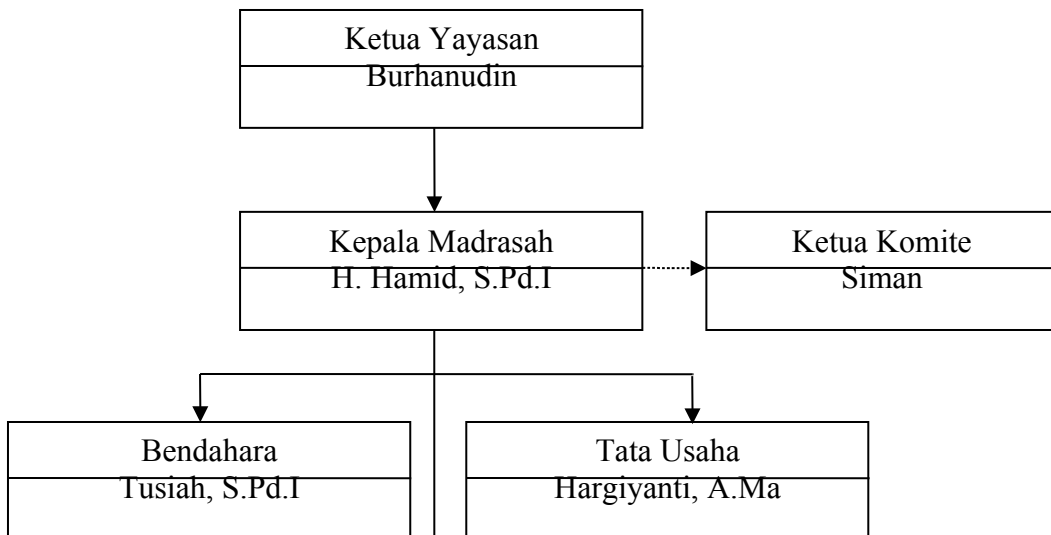 Ketua Yayasan
Burhanudin
Kepala Madrasah
H. Hamid, S.Pd.I
Ketua Komite
Siman
Bendahara
Tusiah, S.Pd.I
Tata Usaha
Hargiyanti, A.Ma